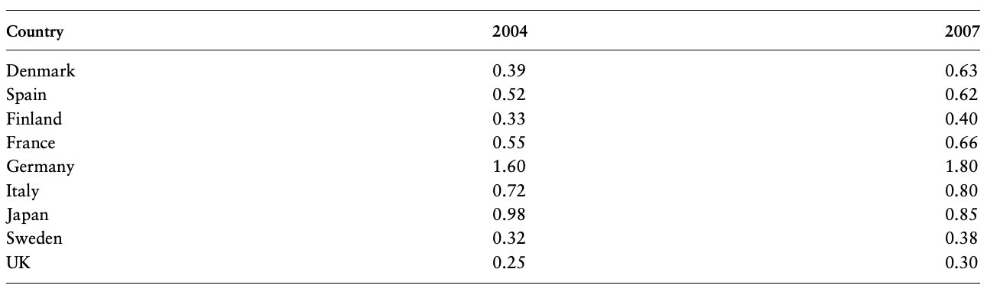 Country 2004 2007
Denmark 0.39 0.63
Spain 0.52 0.62
Finland 0.33 0.40
France 0.55 0.66
Germany 1.60 1.80
Italy 0.72 0.80
Japan 0.98 0.85
Sweden 0.32 0.38
UK 0.25 0.30